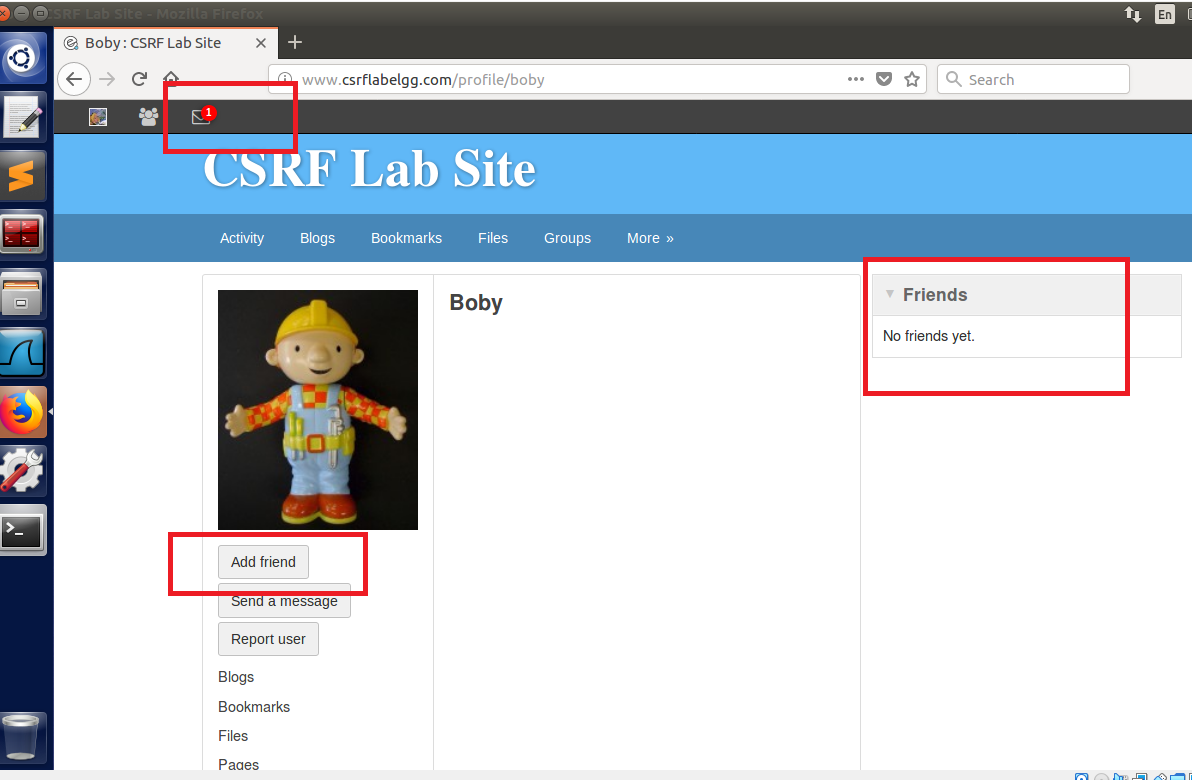 CSRF Lab Site - Mozilla Firefox
En
Boby : CSRF Lab Site
www.csrflabelgg.com/profile/boby
Search
1
CSRF Lab Site
Activity Blogs Bookmarks Files Groups More »
Boby
Friends
No friends yet.
Add friend
Send a message
Report user
Blogs
Bookmarks
Files
Pages